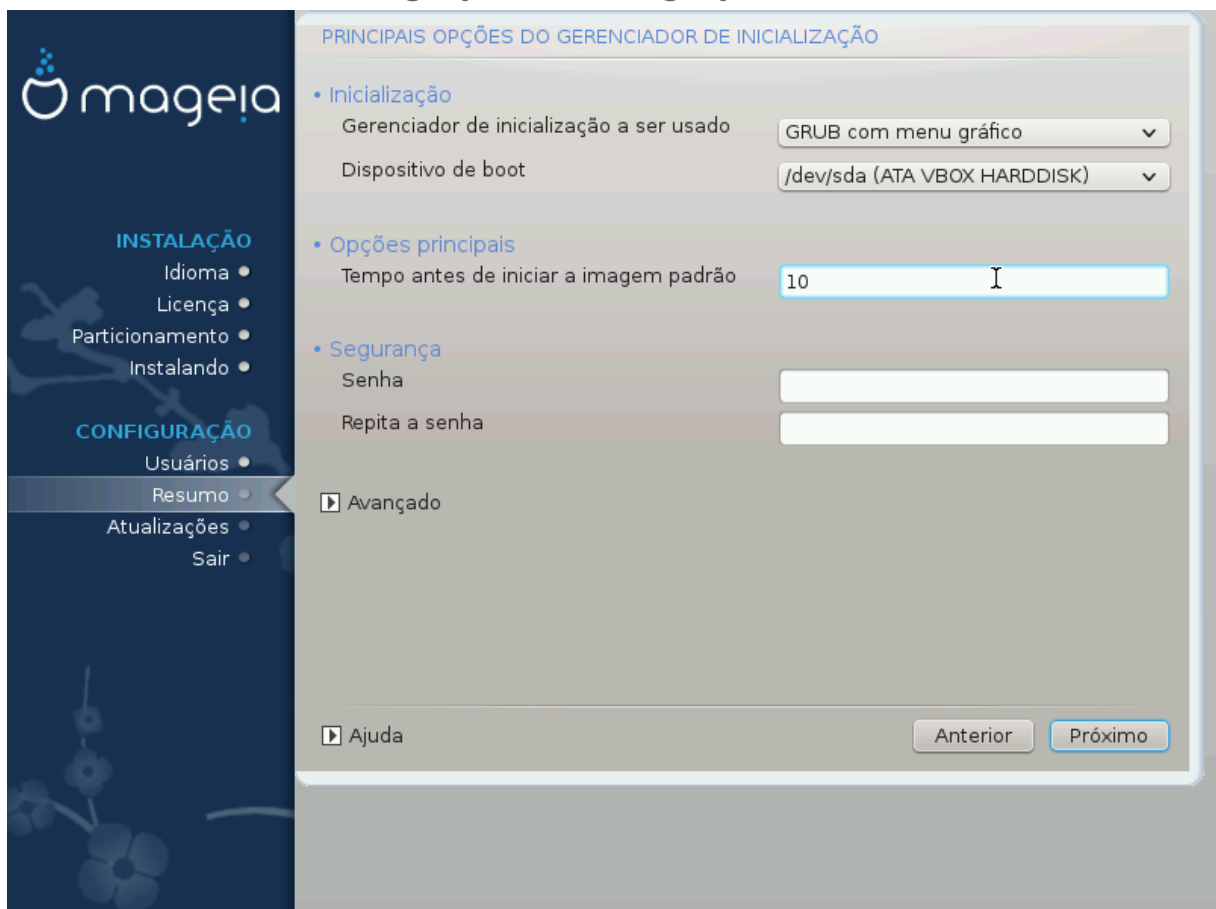 mageia
INSTALAÇÃO
Idioma
Licença
Particionamento
Instalando
CONFIGURAÇÃO
Usuários
Resumo
Atualizações
Sair
PRINCIPAIS OPÇÕES DO GERENCIADOR DE INICIALIZAÇÃO
• Inicialização
Gerenciador de inicialização a ser usado GRUB com menu gráfico
Dispositivo de boot /dev/sda (ATA VBOX HARDDISK)
• Opções principais
Tempo antes de iniciar a imagem padrão 10
• Segurança
Senha
Repita a senha
Avançado
Ajuda Anterior Próximo